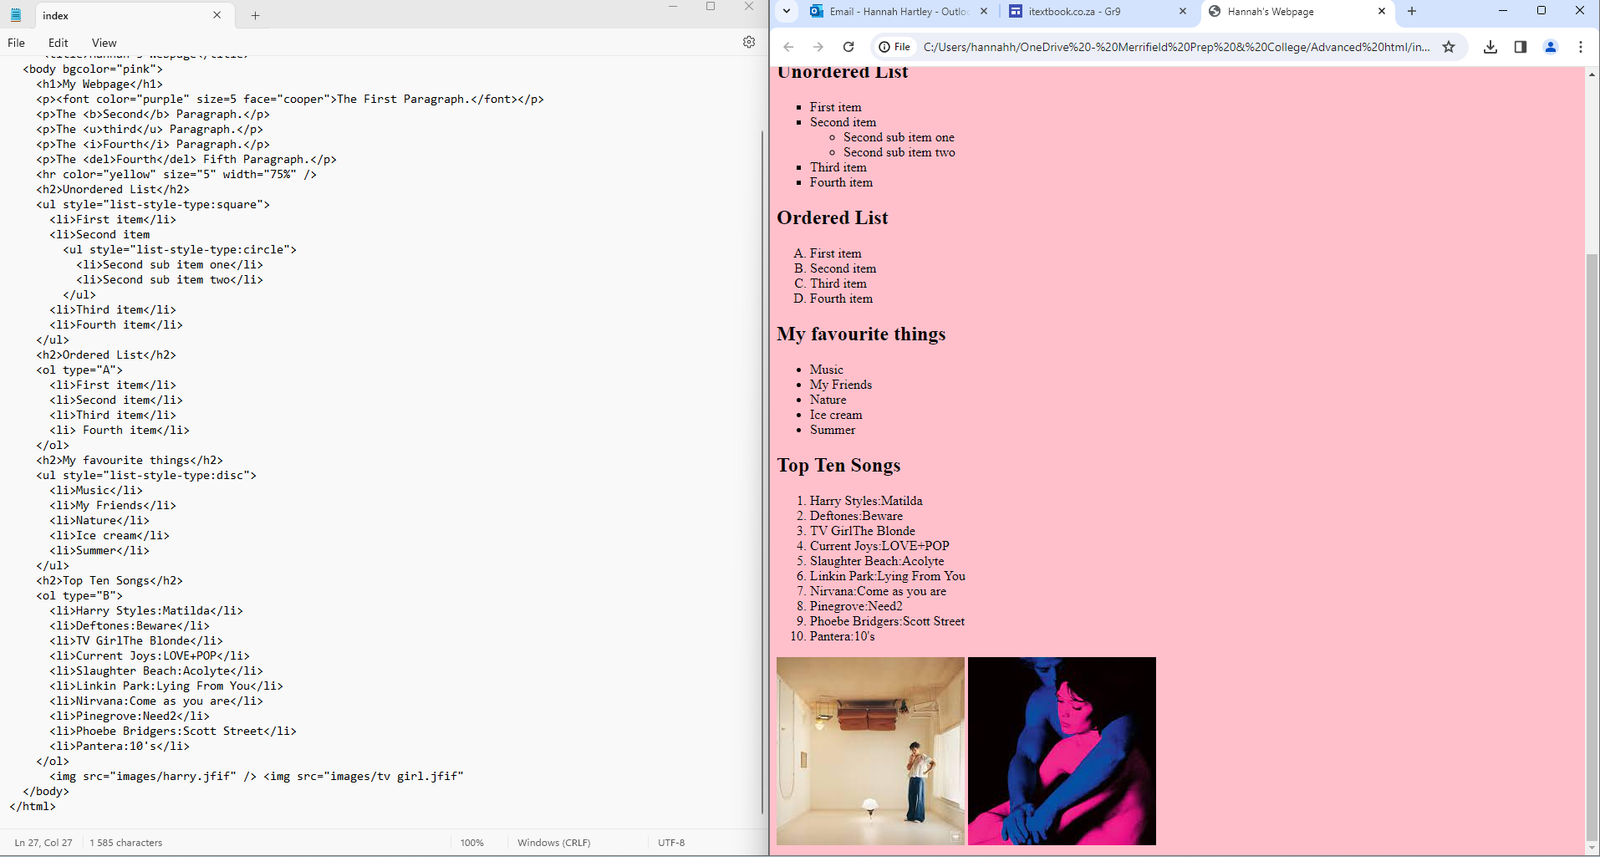 index
File Edit View
<title>Hannah's Webpage</title>
<body bgcolor="pink">
<h1>My Webpage</h1>
<p><font color="purple" size=5 face="cooper">The First Paragraph.</font></p>
<p>The <b>Second</b> Paragraph.</p>
<p>The <u>third</u> Paragraph.</p>
<p>The <i>Fourth</i> Paragraph.</p>
<p>The <del>Fourth</del> Fifth Paragraph.</p>
<hr color="yellow" size="5" width="75%" />
<h2>Unordered List</h2>
<ul style="list-style-type:square">
<li>First item</li>
<li>Second item
<ul style="list-style-type:circle">
<li>Second sub item one</li>
<li>Second sub item two</li>
</ul>
<li>Third item</li>
<li>Fourth item</li>
</ul>
<h2>Ordered List</h2>
<ol type="A">
<li>First item</li>
<li>Second item</li>
<li>Third item</li>
<li> Fourth item</li>
</ol>
<h2>My favourite things</h2>
<ul style="list-style-type:disc">
<li>Music</li>
<li>My Friends</li>
<li>Nature</li>
<li>Ice cream</li>
<li>Summer</li>
</ul>
<h2>Top Ten Songs</h2>
<ol type="B">
<li>Harry Styles:Matilda</li>
<li>Deftones:Beware</li>
<li>TV GirlThe Blonde</li>
<li>Current Joys:LOVE+POP</li>
<li>Slaughter Beach:Acolyte</li>
<li>Linkin Park:Lying From You</li>
<li>Nirvana:Come as you are</li>
<li>Pinegrove:Need2</li>
<li>Phoebe Bridgers:Scott Street</li>
<li>Pantera:10's</li>
</ol>
<img src="images/harry.jfif" /> <img src="images/tv girl.jfif"
</body>
</html>
Ln 27, Col 27 1 585 characters 100% Windows (CRLF) UTF-8
Email - Hannah Hartley - Outlo itextbook.co.za - Gr9 Hannah's Webpage
File C:/Users/hannahh/OneDrive%20-%20Merrifield%20Prep%20&%20College/Advanced%20html/in...
Unordered List
First item
Second item
Second sub item one
Second sub item two
Third item
Fourth item
Ordered List
A. First item
B. Second item
C. Third item
D. Fourth item
My favourite things
Music
My Friends
Nature
Ice cream
Summer
Top Ten Songs
1. Harry Styles:Matilda
2. Deftones:Beware
3. TV GirlThe Blonde
4. Current Joys:LOVE+POP
5. Slaughter Beach:Acolyte
6. Linkin Park:Lying From You
7. Nirvana:Come as you are
8. Pinegrove:Need2
9. Phoebe Bridgers:Scott Street
10. Pantera:10's